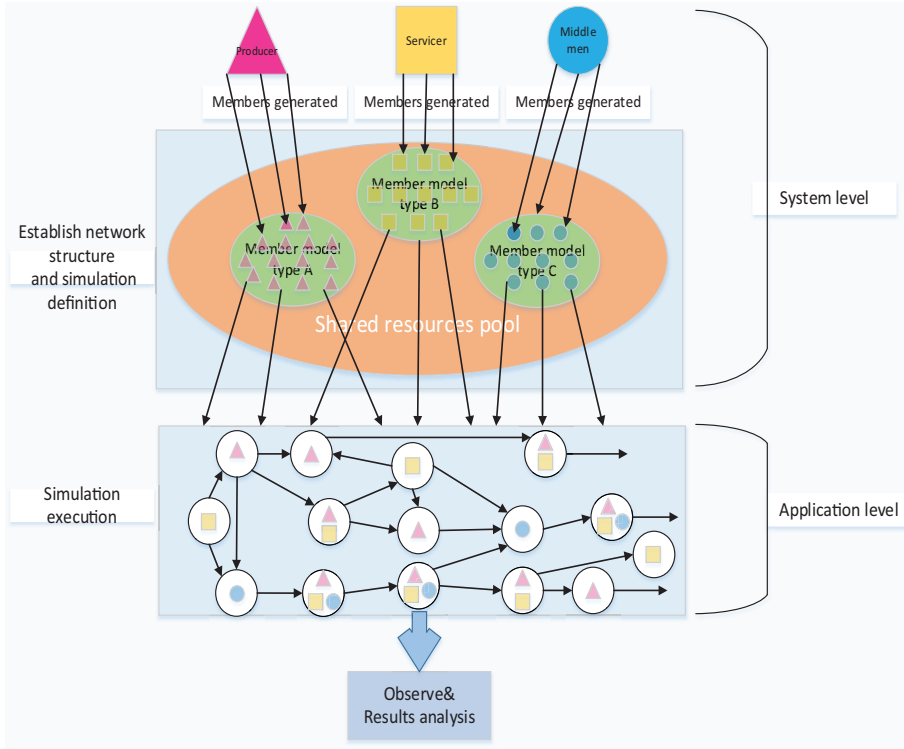 Producer
Servicer
Middle
men
Members generated
Members generated
Members generated
Member model
type B
Member model
type A
Member model
type C
Shared resources pool
System level
Establish network
structure
and simulation
definition
Simulation
execution
Application level
Observe&
Results analysis